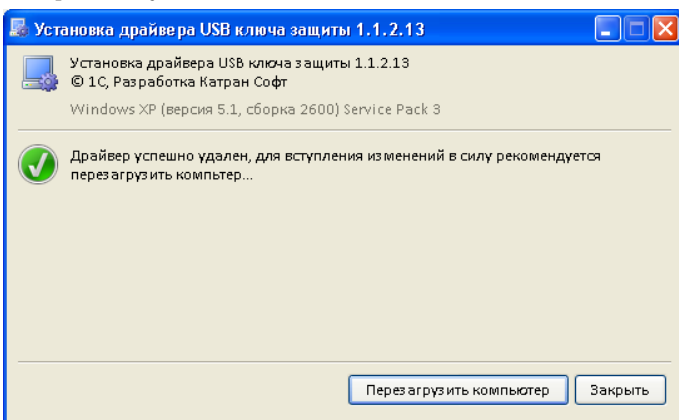 Установка драйвера USB ключа защиты 1.1.2.13
Установка драйвера USB ключа защиты 1.1.2.13
© 1С, Разработка Катран Софт
Windows XP (версия 5.1, сборка 2600) Service Pack 3
Драйвер успешно удален, для вступления изменений в силу рекомендуется
перезагрузить компьтер...
Перезагрузить компьютер
Закрыть